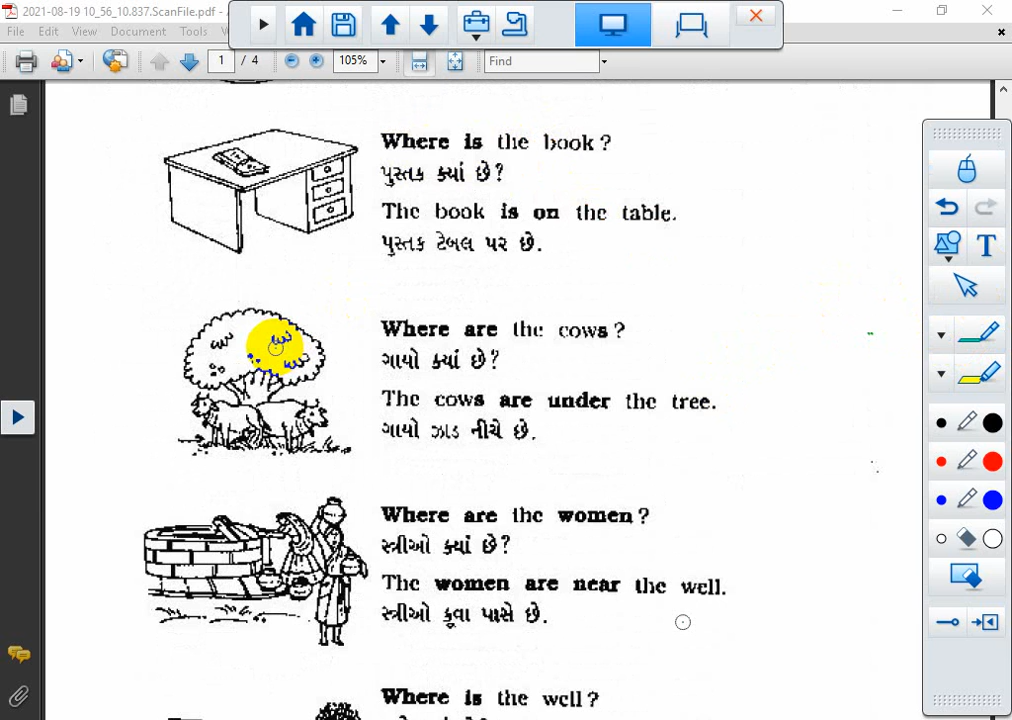 2021-08-19 10_56_10.837.ScanFile.pdf -
File Edit View Document Tools
1 / 4 105% Find
Where is the book?
પુસ્તક ક્યાં છે?
The book is on the table.
પુસ્તક ટેબલ પર છે.
Where are the cows?
ગાયો ક્યાં છે?
The cows are under the tree.
ગાયો ઝાડ નીચે છે.
Where are the women?
સ્ત્રીઓ ક્યાં છે?
The women are near the well.
સ્ત્રીઓ કૂવા પાસે છે.
Where is the well?
T